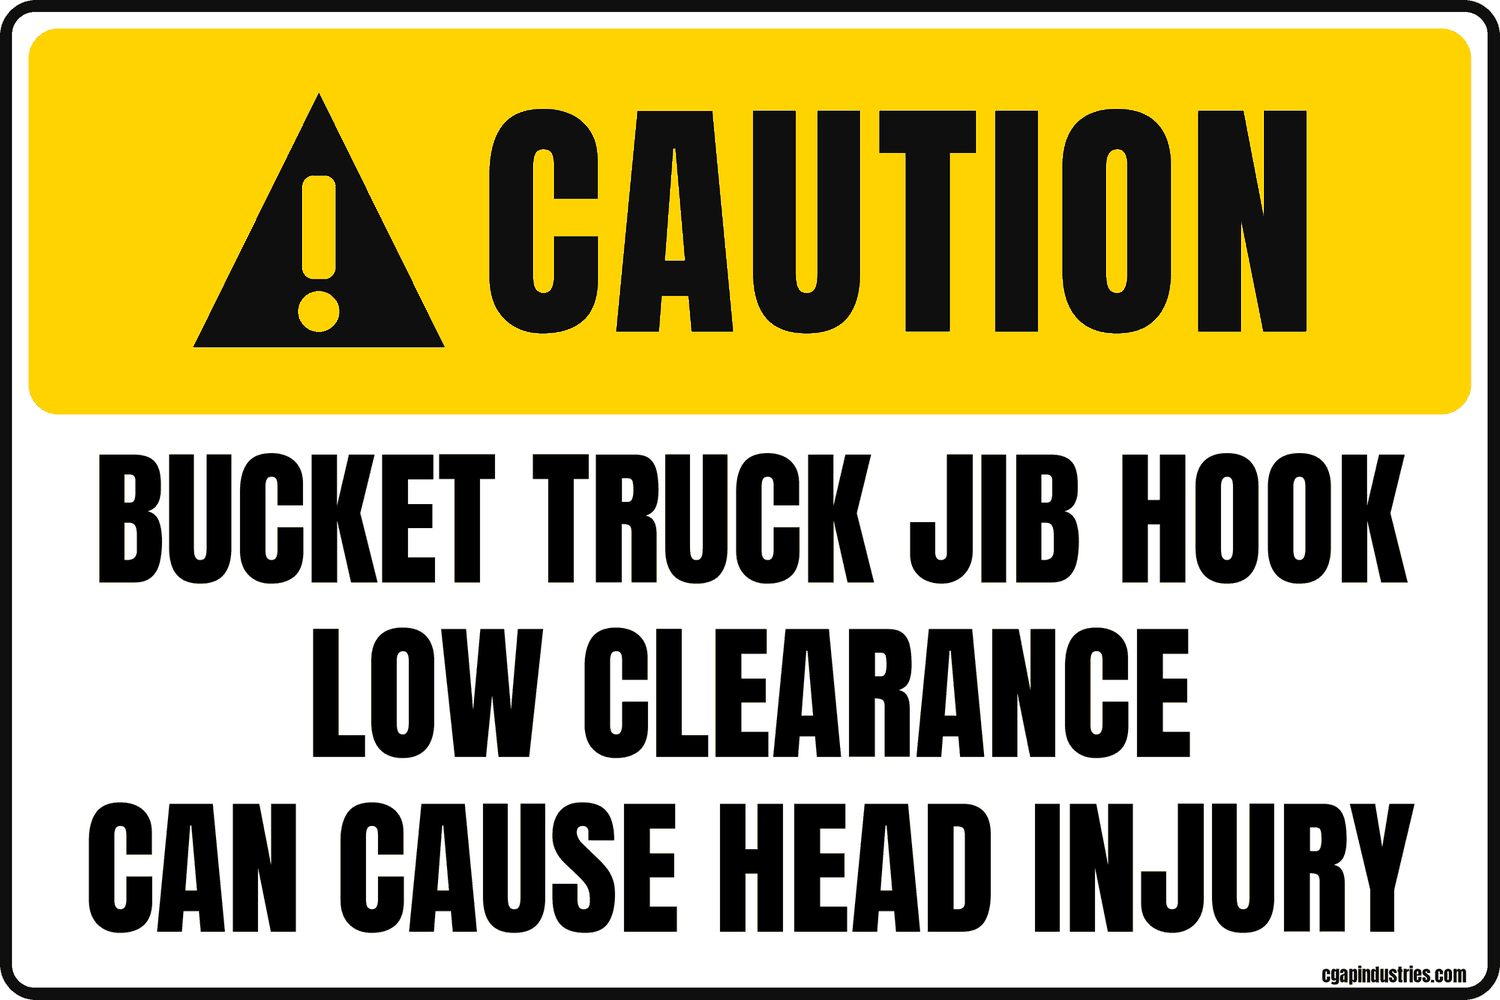 CAUTION
BUCKET TRUCK JIB HOOK
LOW CLEARANCE
CAN CAUSE HEAD INJURY
cgapindustries.com